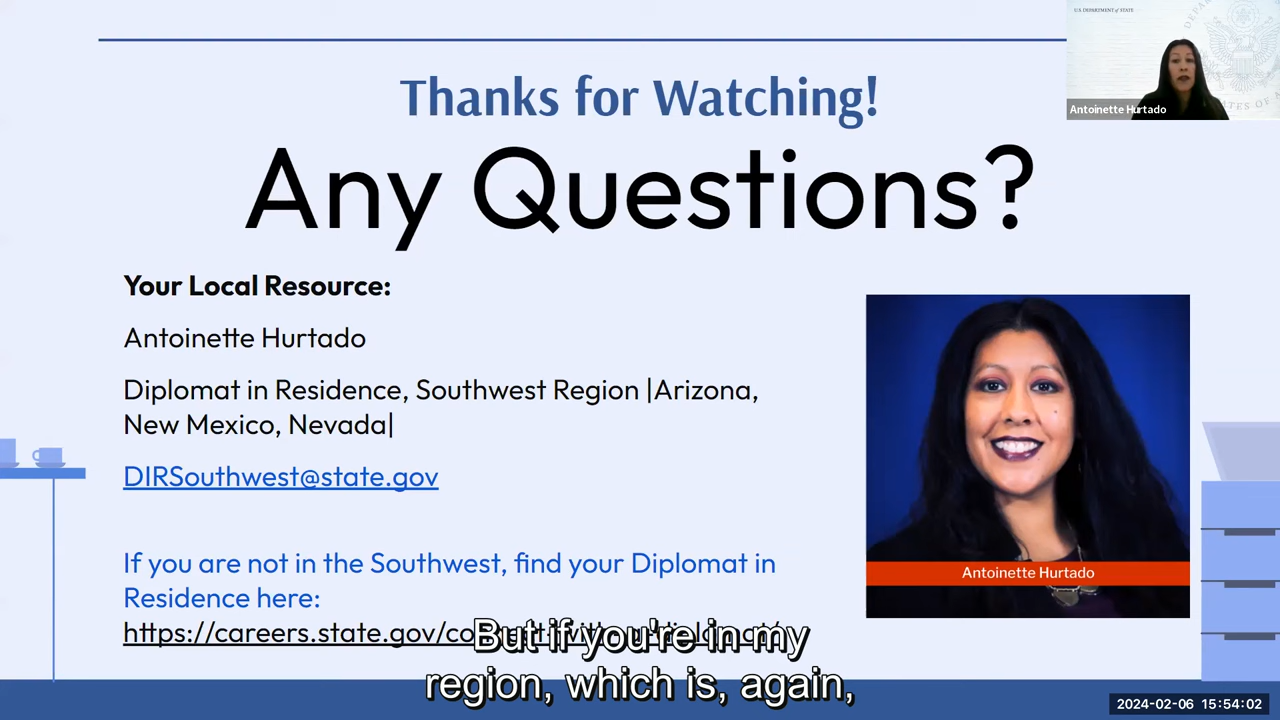 U.S. DEPARTMENT of STATE
Antoinette Hurtado
Thanks for Watching!
Any Questions?
Your Local Resource:
Antoinette Hurtado
Diplomat in Residence, Southwest Region |Arizona,
New Mexico, Nevada|
DIRSouthwest@state.gov
If you are not in the Southwest, find your Diplomat in
Residence here:
https://careers.state.gov/
Antoinette Hurtado
But if you're in my
region, which is, again,
2024-02-06 15:54:02